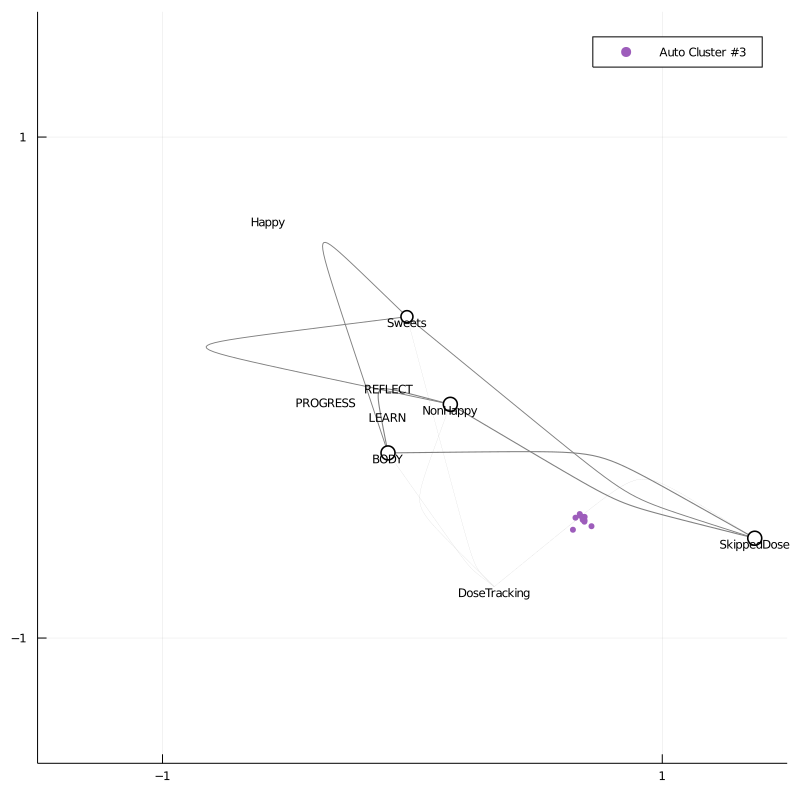 Auto Cluster #3
1
Happy
Sweets
REFLECT
PROGRESS
NonHappy
LEARN
BODY
SkippedDose
DoseTracking
−1
−1
1